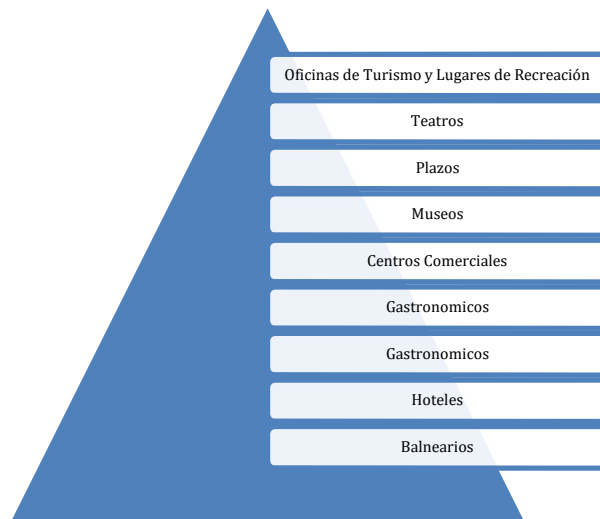 Oficinas de Turismo y Lugares de Recreación
Teatros
Plazos
Museos
Centros Comerciales
Gastronomicos
Gastronomicos
Hoteles
Balnearios